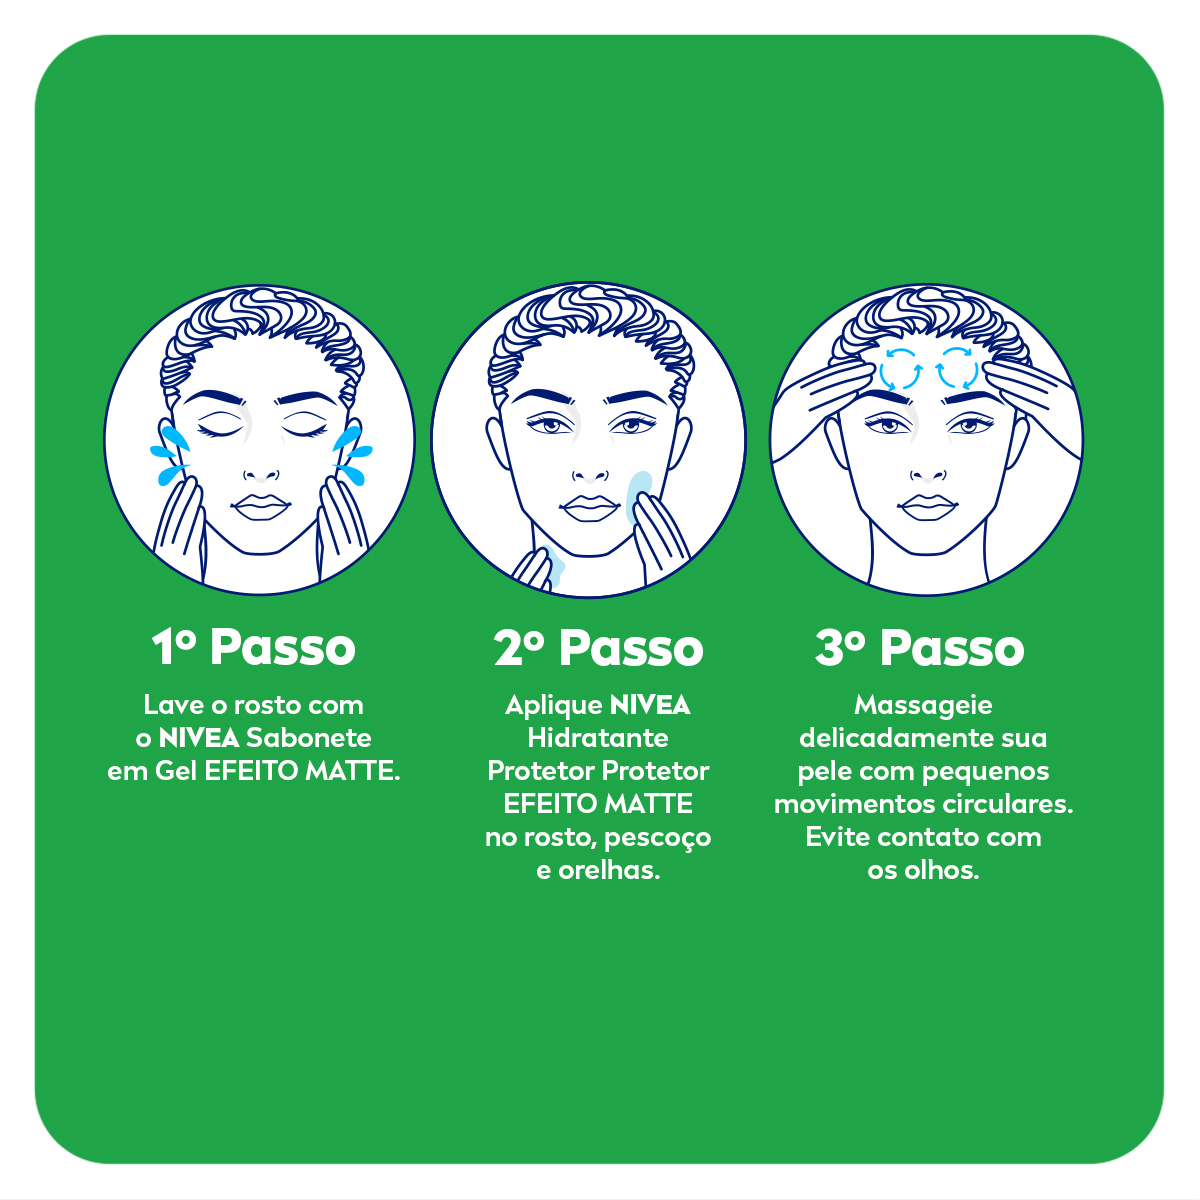 1º Passo
Lave o rosto com
o NIVEA Sabonete
em Gel EFEITO MATTE.
2º Passo
Aplique NIVEA
Hidratante
Protetor Protetor
EFEITO MATTE
no rosto, pescoço
e orelhas.
3º Passo
Massageie
delicadamente sua
pele com pequenos
movimentos circulares.
Evite contato com
os olhos.